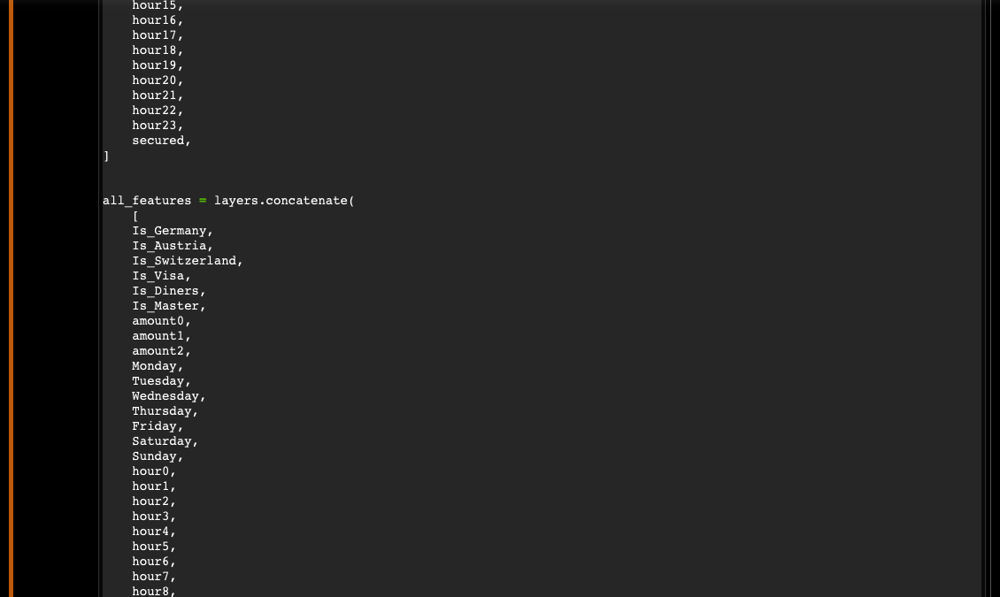 hour15,
hour16,
hour17,
hour18,
hour19,
hour20,
hour21,
hour22,
hour23,
secured,
]
all_features = layers.concatenate(
[
Is_Germany,
Is_Austria,
Is_Switzerland,
Is_Visa,
Is_Diners,
Is_Master,
amount0,
amount1,
amount2,
Monday,
Tuesday,
Wednesday,
Thursday,
Friday,
Saturday,
Sunday,
hour0,
hour1,
hour2,
hour3,
hour4,
hour5,
hour6,
hour7,
hour8,